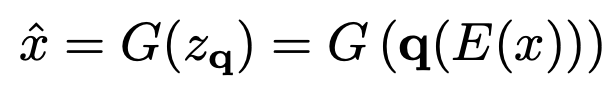 x̂ = G(z_𝐪) = G (𝐪(E(x)))